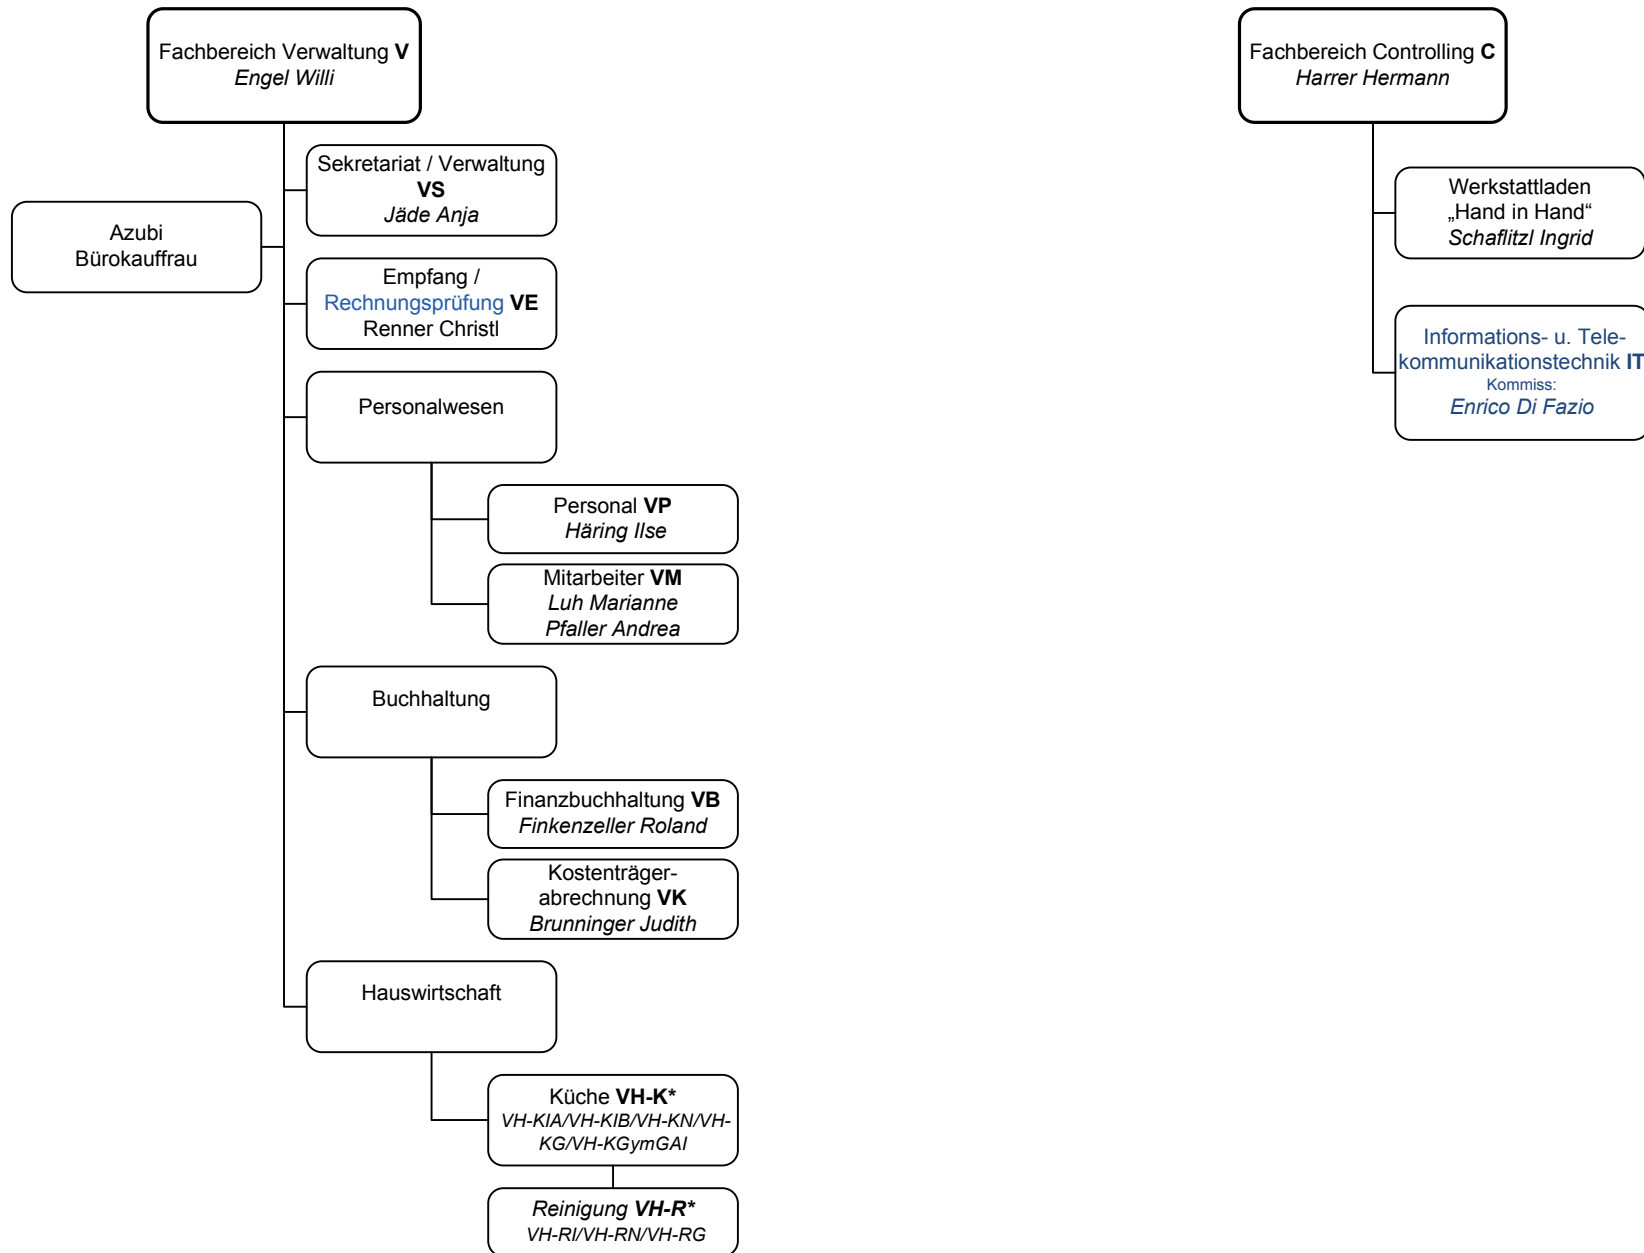 Fachbereich Verwaltung V
Engel Willi
Fachbereich Controlling C
Harrer Hermann
Sekretariat / Verwaltung
VS
Jäde Anja
Azubi
Bürokauffrau
Empfang /
Rechnungsprüfung VE
Renner Christl
Personalwesen
Personal VP
Häring Ilse
Mitarbeiter VM
Luh Marianne
Pfaller Andrea
Buchhaltung
Finanzbuchhaltung VB
Finkenzeller Roland
Kostenträger-
abrechnung VK
Brunninger Judith
Hauswirtschaft
Küche VH-K*
VH-KIA/VH-KIB/VH-KN/VH-
KG/VH-KGymGAI
Reinigung VH-R*
VH-RI/VH-RN/VH-RG
Werkstattladen
„Hand in Hand“
Schaflitzl Ingrid
Informations- u. Tele-
kommunikationstechnik IT
Kommiss:
Enrico Di Fazio